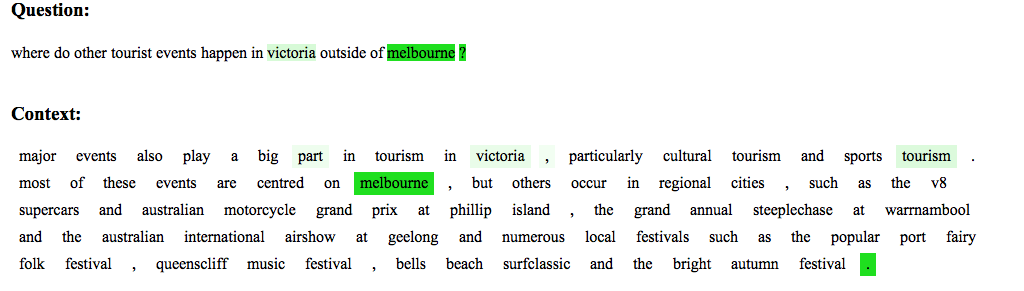 Question:
where do other tourist events happen in victoria outside of melbourne ?
Context:
major events also play a big part in tourism in victoria , particularly cultural tourism and sports tourism .
most of these events are centred on melbourne , but others occur in regional cities , such as the v8
supercars and australian motorcycle grand prix at phillip island , the grand annual steeplechase at warrnambool
and the australian international airshow at geelong and numerous local festivals such as the popular port fairy
folk festival , queenscliff music festival , bells beach surfclassic and the bright autumn festival .